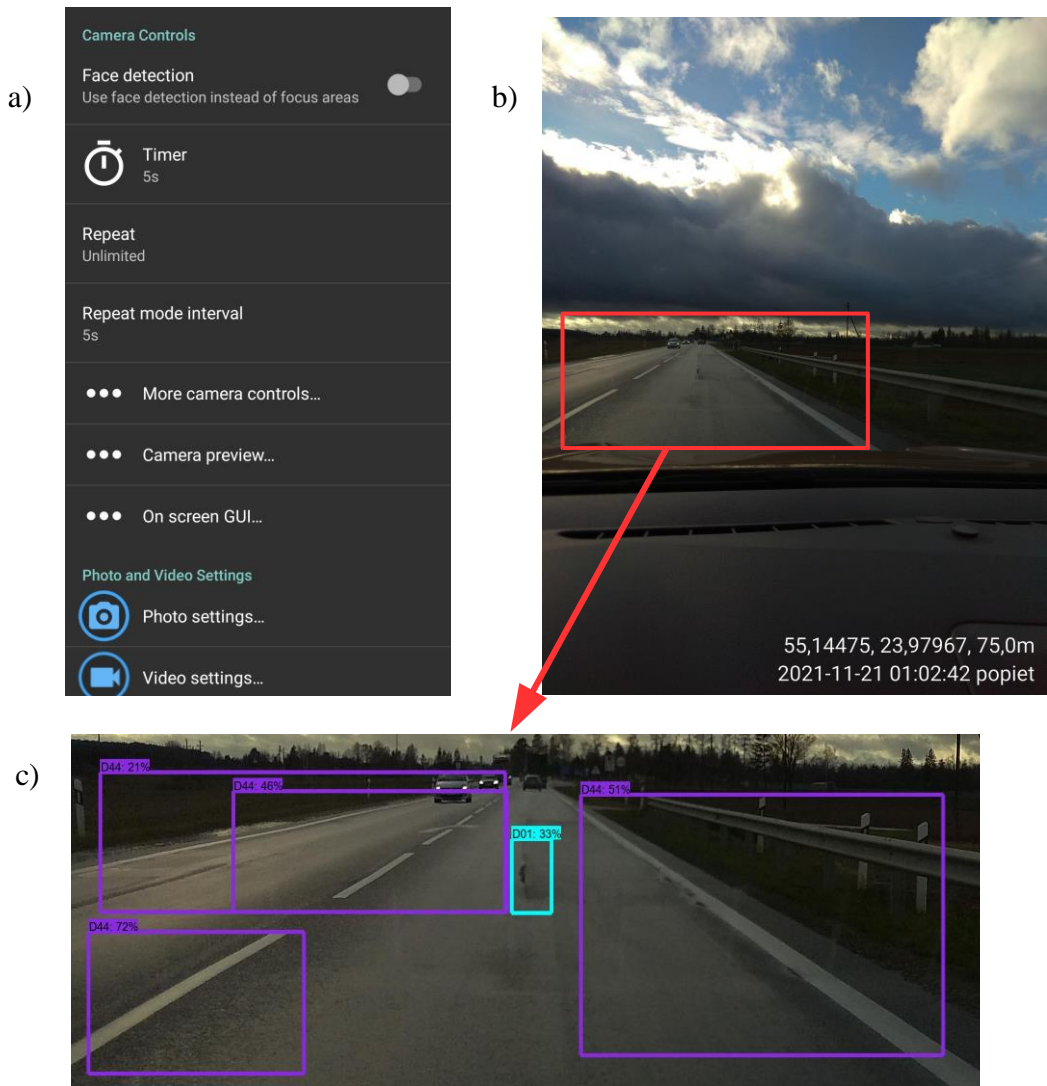 a)
Camera Controls
Face detection
Use face detection instead of focus areas
Timer
5s
Repeat
Unlimited
Repeat mode interval
5s
More camera controls...
Camera preview...
On screen GUI...
Photo and Video Settings
Photo settings...
Video settings...
b)
55,14475, 23,97967, 75,0m
2021-11-21 01:02:42 popiet
c)
D44: 21%
D44: 46%
D44: 51%
D01: 33%
D44: 72%